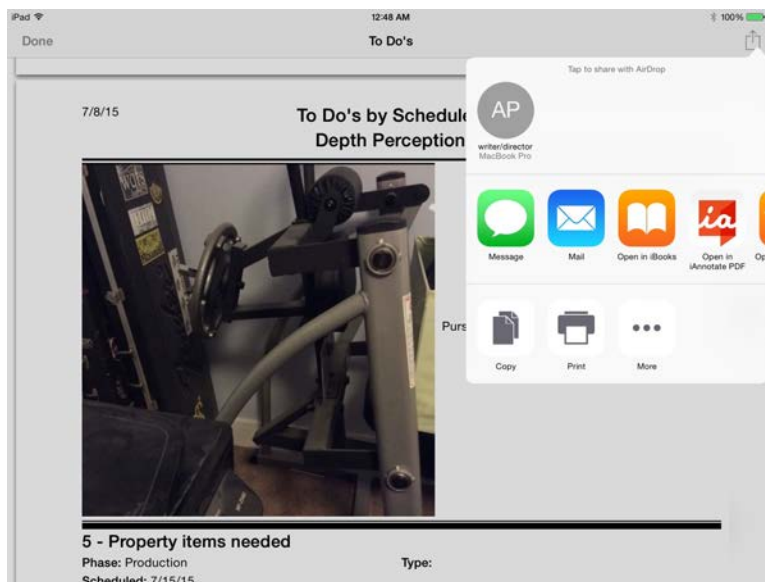 iPad
12:48 AM
100%
Done
To Do's
Tap to share with AirDrop
AP
writer/director
MacBook Pro
Message
Mail
Open in iBooks
ia
Open in
iAnnotate PDF
Op
Copy
Print
More
7/8/15
To Do's by Schedule
Depth Perception
Purs
5 - Property items needed
Phase: Production
Type:
Scheduled: 7/15/15